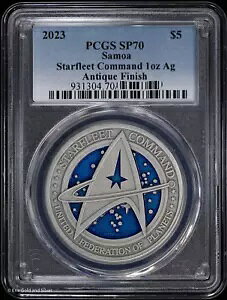 2023 $5
PCGS SP70
Samoa
Starfleet Command 1oz Ag
Antique Finish
931304.70/
STARFLEET COMMAND
UNITED FEDERATION OF PLANETS